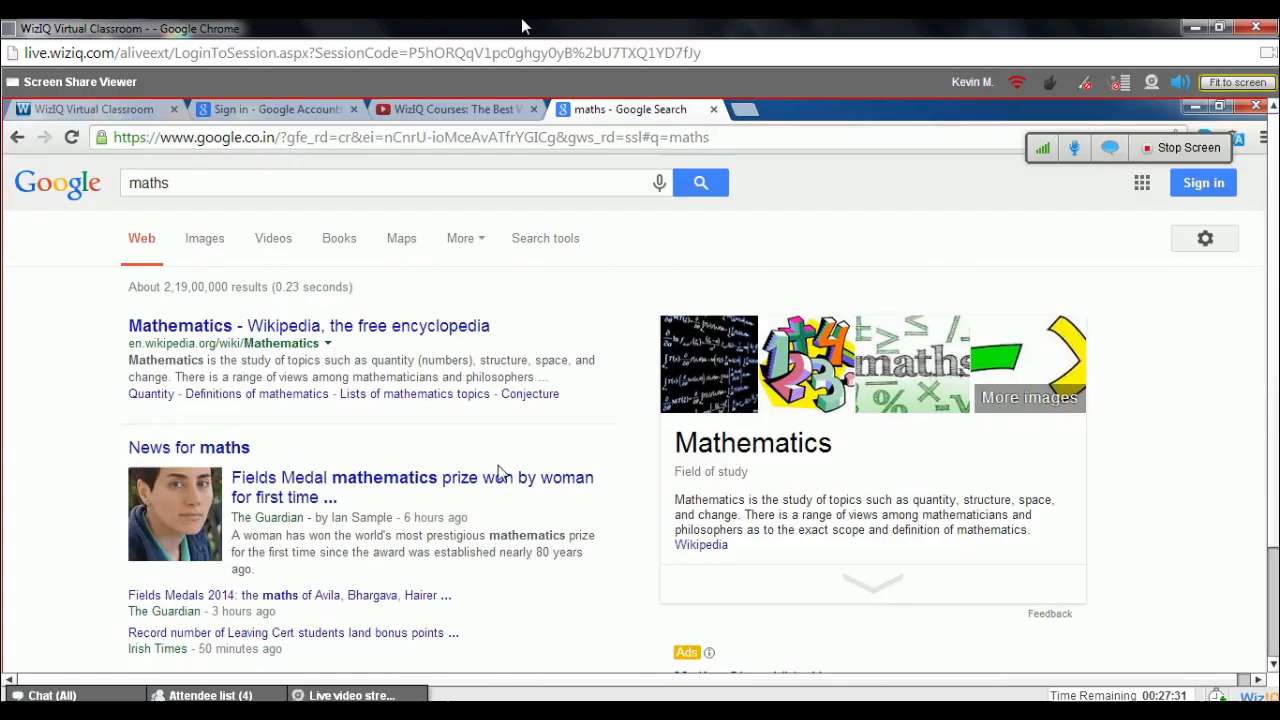 WizIQ Virtual Classroom - - Google Chrome
live.wiziq.com/aliveext/LoginToSession.aspx?SessionCode=P5hORQqV1pc0ghgy0yB%2bU7TXQ1YD7fJy
Screen Share Viewer
Kevin M.
Fit to screen
WizIQ Virtual Classroom
Sign in - Google Accounts
WizIQ Courses: The Best W
maths - Google Search
https://www.google.co.in/?gfe_rd=cr&ei=nCnrU-ioMceAvATfrYGICg&gws_rd=ssl#q=maths
Stop Screen
Google
maths
Sign in
Web Images Videos Books Maps More Search tools
About 2,19,00,000 results (0.23 seconds)
Mathematics - Wikipedia, the free encyclopedia
en.wikipedia.org/wiki/Mathematics
Mathematics is the study of topics such as quantity (numbers), structure, space, and
change. There is a range of views among mathematicians and philosophers ...
Quantity - Definitions of mathematics - Lists of mathematics topics - Conjecture
News for maths
Fields Medal mathematics prize won by woman
for first time ...
The Guardian - by Ian Sample - 6 hours ago
A woman has won the world's most prestigious mathematics prize
for the first time since the award was established nearly 80 years
ago.
Fields Medals 2014: the maths of Avila, Bhargava, Hairer ...
The Guardian - 3 hours ago
Record number of Leaving Cert students land bonus points ...
Irish Times - 50 minutes ago
maths
More images
Mathematics
Field of study
Mathematics is the study of topics such as quantity, structure, space,
and change. There is a range of views among mathematicians and
philosophers as to the exact scope and definition of mathematics.
Wikipedia
Feedback
Ads
Chat (All)
Attendee list (4)
Live video stre...
Time Remaining 00:27:31
WizIQ